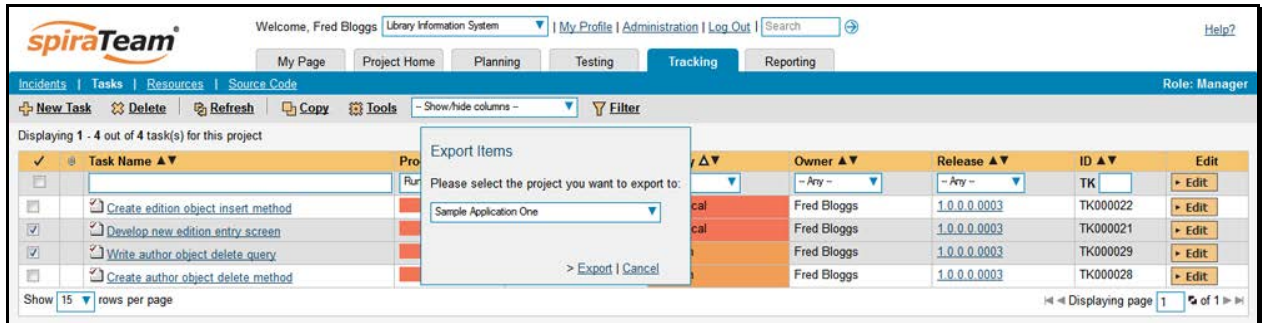 spiraTeam
Welcome, Fred Bloggs Library Information System | My Profile | Administration | Log Out | Search
Help?
My Page Project Home Planning Testing Tracking Reporting
Incidents | Tasks | Resources | Source Code Role: Manager
New Task Delete Refresh Copy Tools -- Show/hide columns -- Filter
Displaying 1 - 4 out of 4 task(s) for this project
Export Items
Please select the project you want to export to:
Sample Application One
> Export | Cancel
Task Name ▲▼ Owner ▲▼ Release ▲▼ ID ▲▼ Edit
-- Any -- -- Any -- TK Edit
Create edition object insert method Fred Bloggs 1.0.0.0.0003 TK000022 Edit
Develop new edition entry screen Fred Bloggs 1.0.0.0.0003 TK000021 Edit
Write author object delete query Fred Bloggs 1.0.0.0.0003 TK000029 Edit
Create author object delete method Fred Bloggs 1.0.0.0.0003 TK000028 Edit
Show 15 rows per page Displaying page 1 of 1